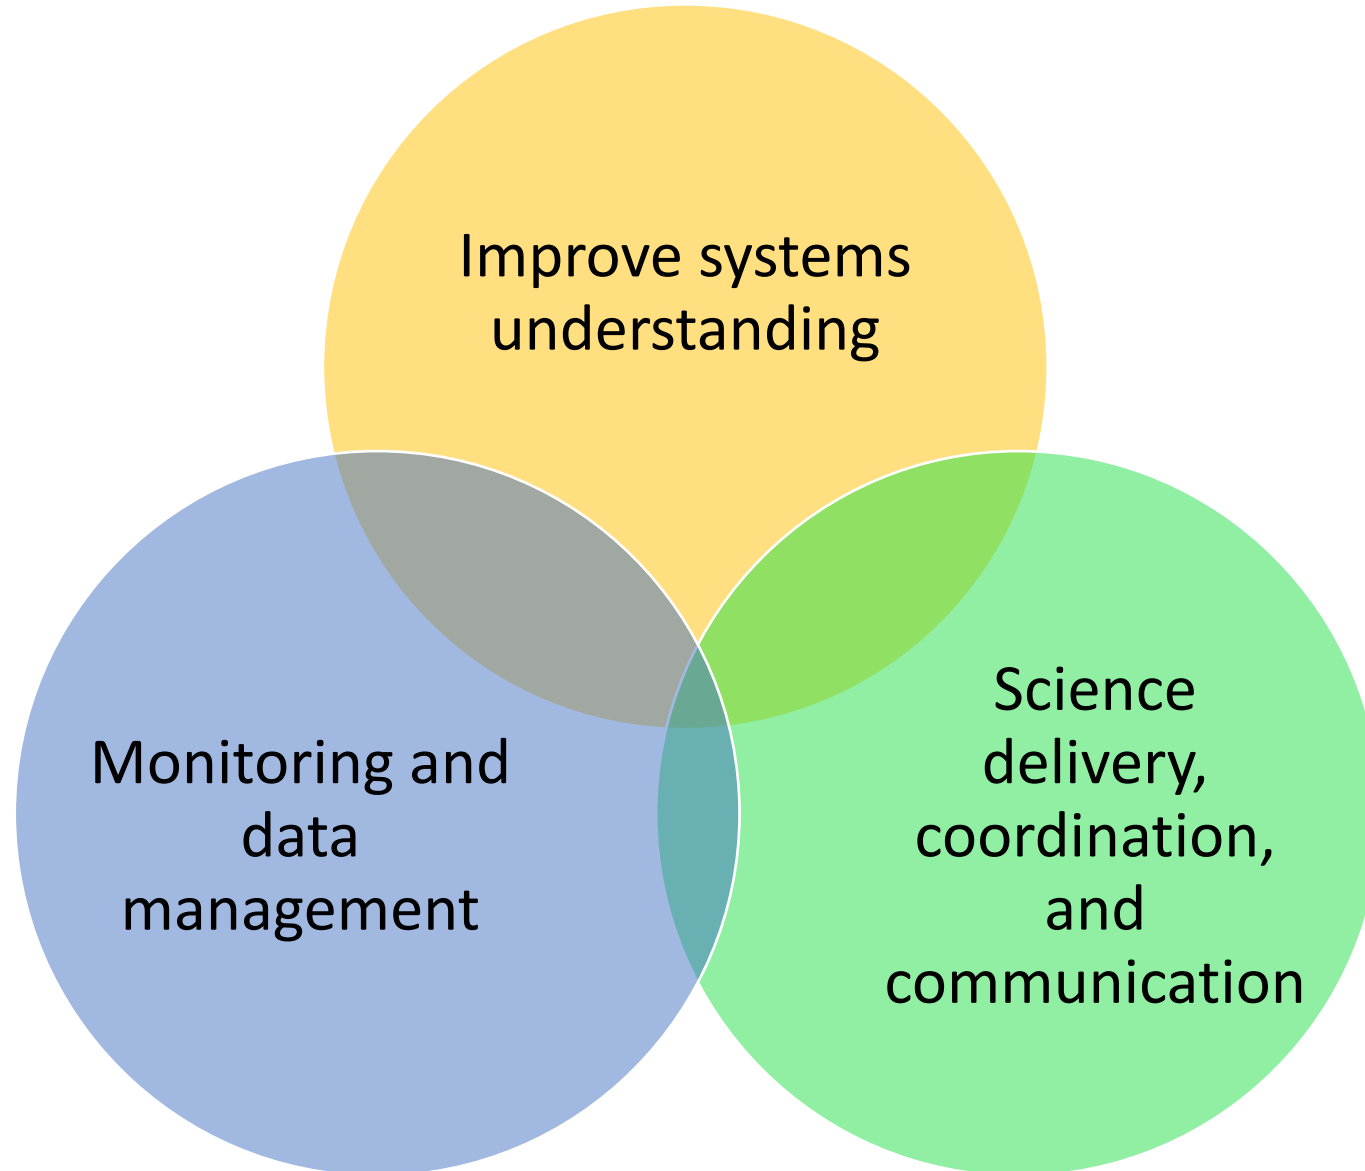 Improve systems
understanding
Monitoring and
data
management
Science
delivery,
coordination,
and
communication